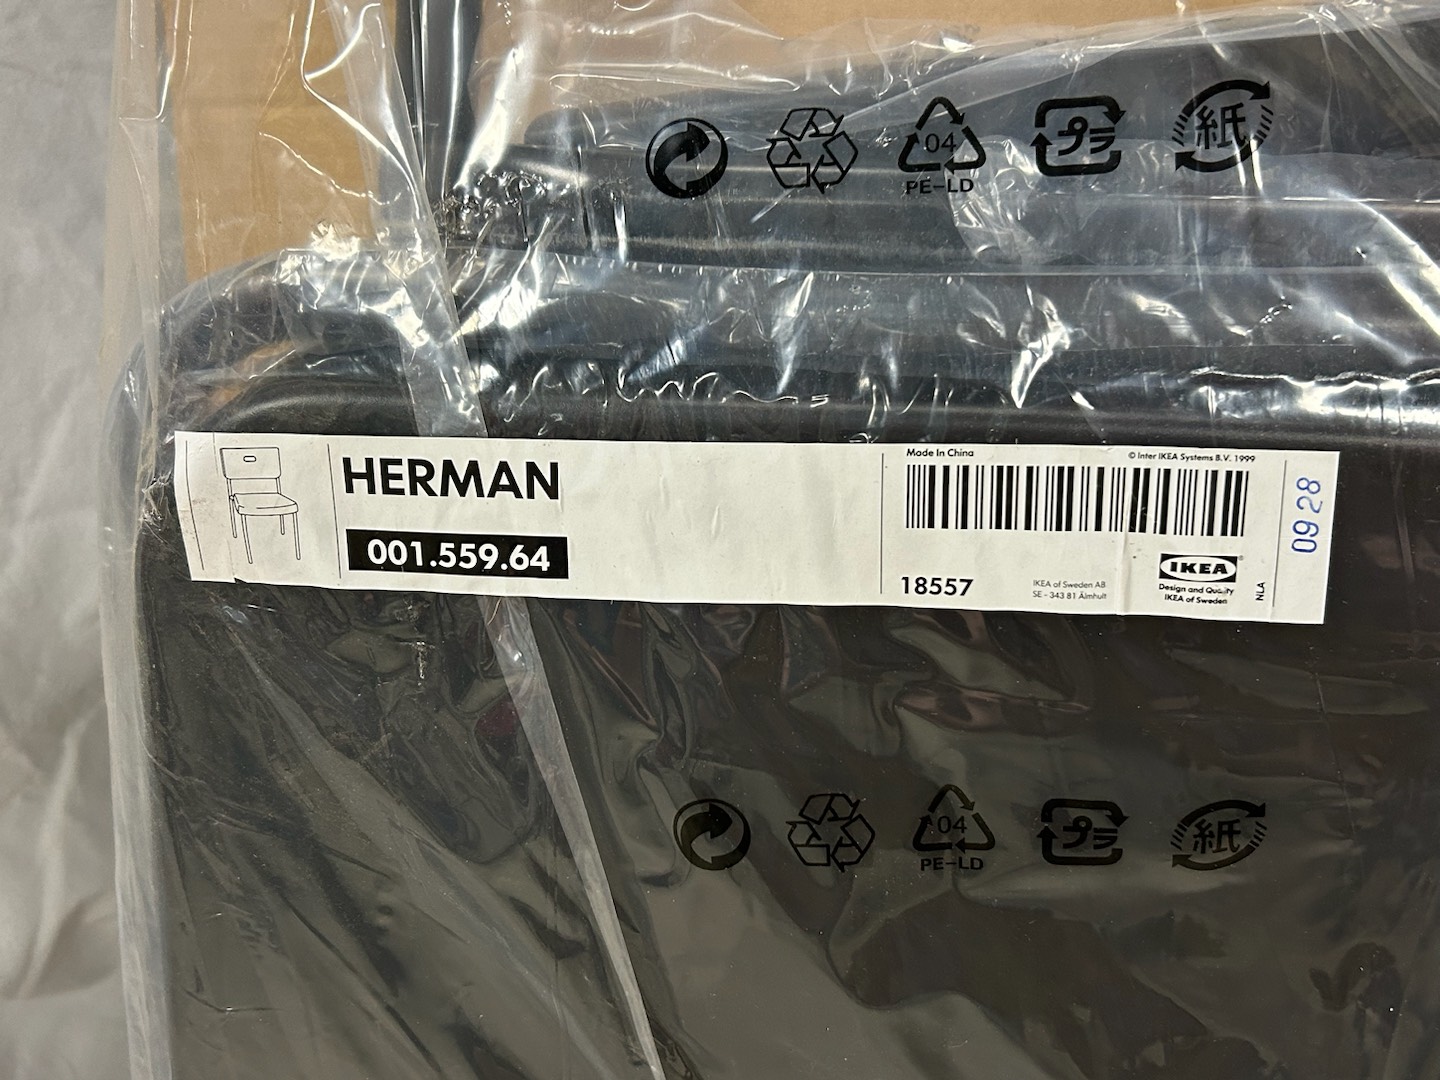 04
PE-LD
プラ
紙
HERMAN
001.559.64
Made In China
© Inter IKEA Systems B.V. 1999
18557
IKEA of Sweden AB
SE - 343 81 Älmhult
IKEA
®
Design and Quality
IKEA of Sweden
NLA
0928
04
PE-LD
プラ
紙